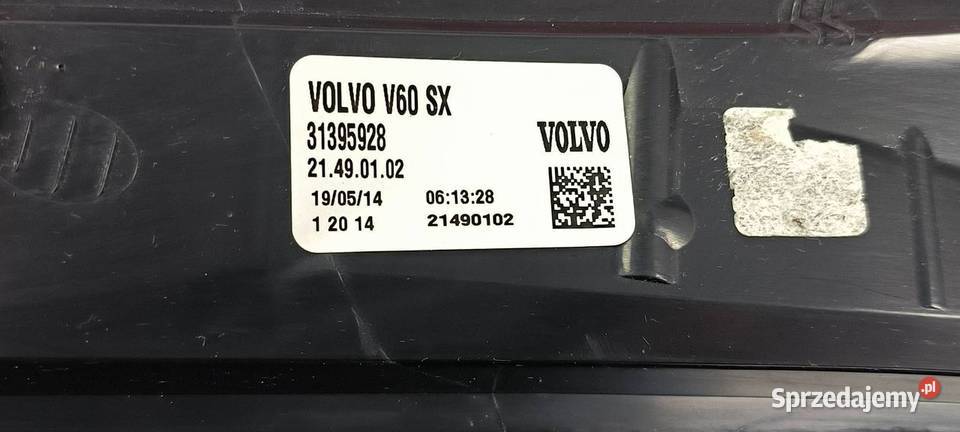 VOLVO V60 SX
31395928
VOLVO
21.49.01.02
19/05/14 06:13:28
1 20 14 21490102
Sprzedajemy.pl